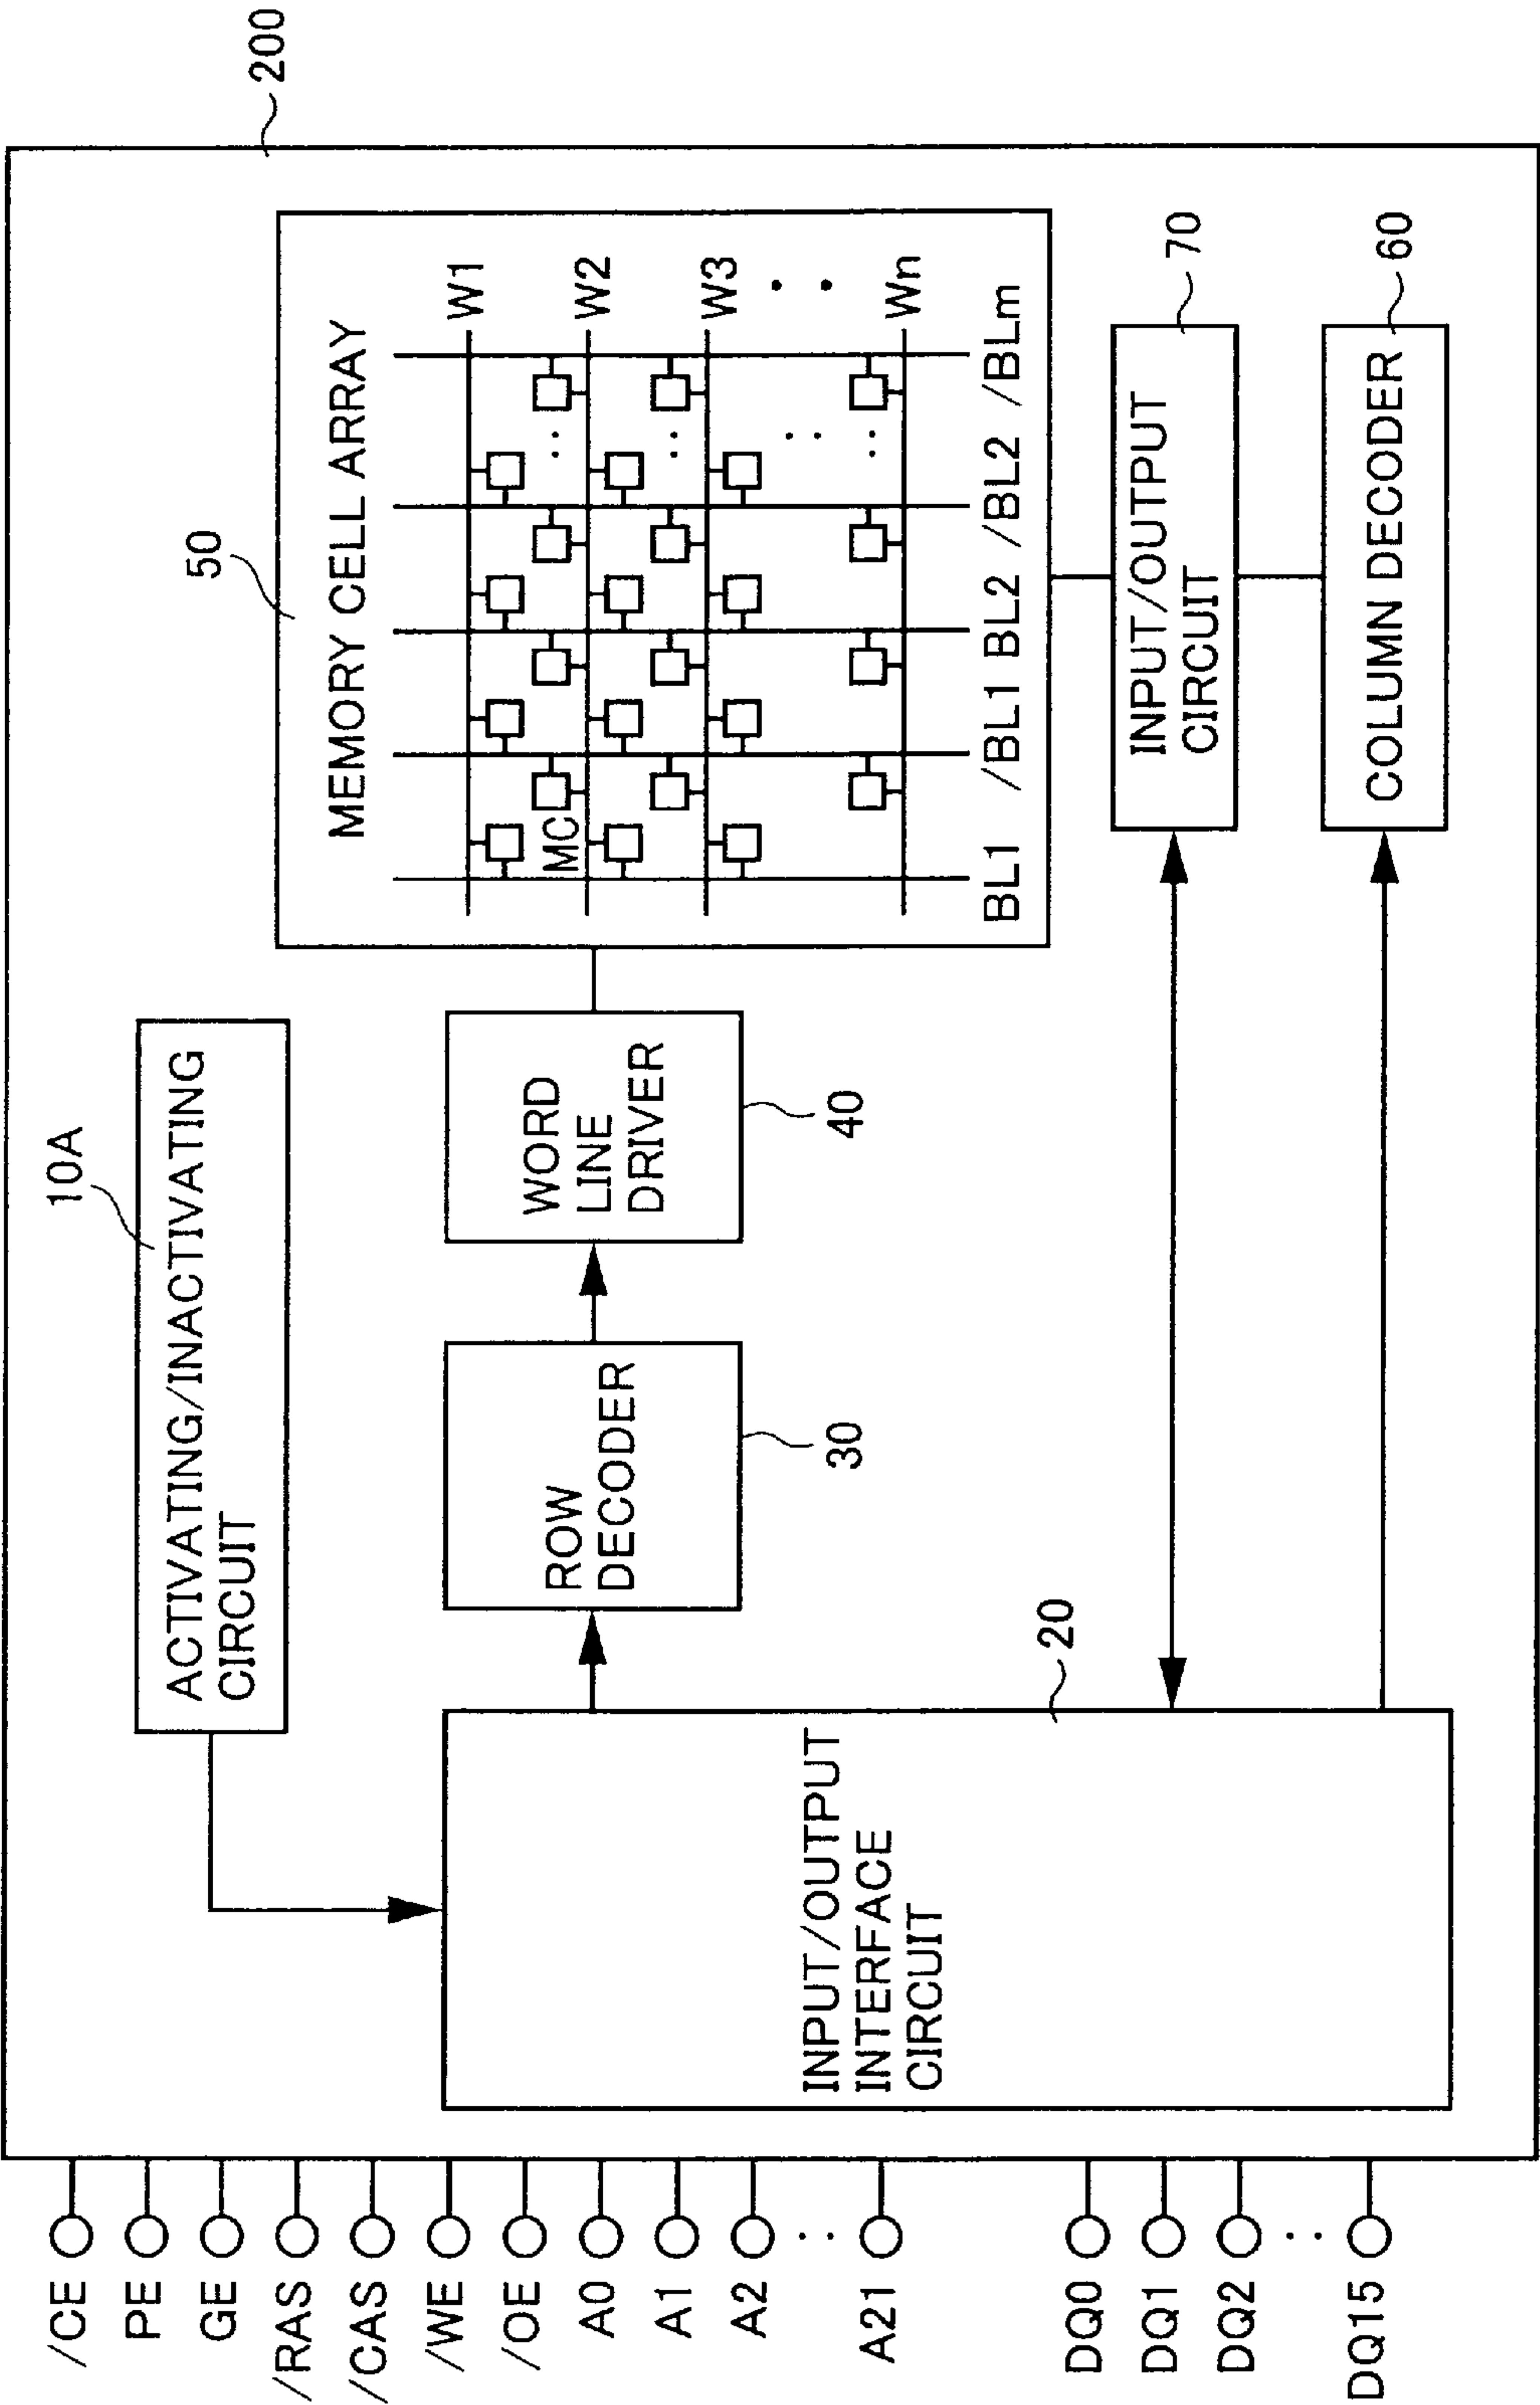 200
10A
ACTIVATING/INACTIVATING
CIRCUIT
50
MEMORY CELL ARRAY
W1
MC
W2
W3
Wn
BL1 /BL1 BL2 /BL2 /BLm
ROW
DECODER
30
WORD
LINE
DRIVER
40
20
INPUT/OUTPUT
INTERFACE
CIRCUIT
INPUT/OUTPUT
CIRCUIT
70
COLUMN DECODER
60
/CE
PE
GE
/RAS
/CAS
/WE
/OE
A0
A1
A2
A21
DQ0
DQ1
DQ2
DQ15